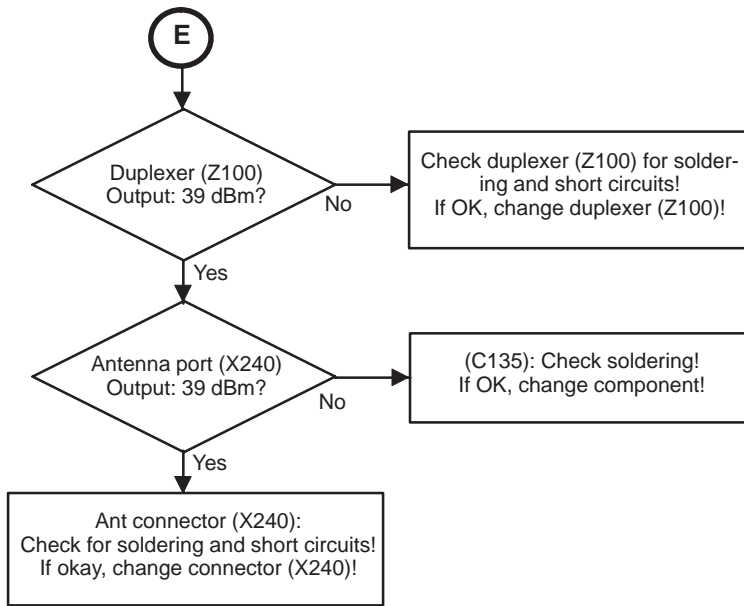 E
Duplexer (Z100)
Output: 39 dBm?
No
Check duplexer (Z100) for solder-
ing and short circuits!
If OK, change duplexer (Z100)!
Yes
Antenna port (X240)
Output: 39 dBm?
No
(C135): Check soldering!
If OK, change component!
Yes
Ant connector (X240):
Check for soldering and short circuits!
If okay, change connector (X240)!